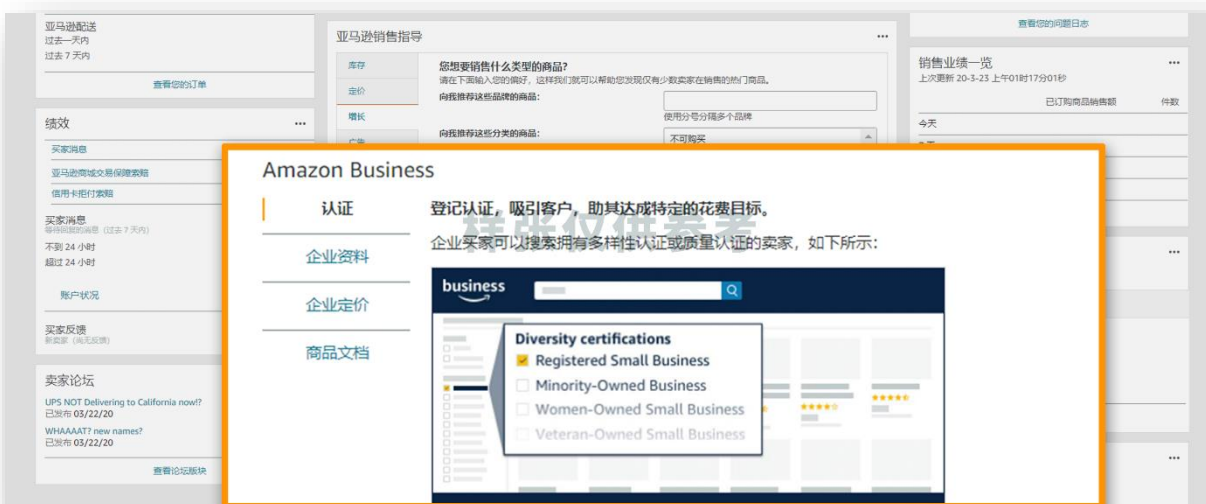 亚马逊配送
过去一天内
过去 7 天内
查看您的订单
绩效
买家消息
亚马逊商城交易保障索赔
信用卡拒付索赔
买家消息
等待回复的消息（过去 7 天内）
不到 24 小时
超过 24 小时
账户状况
买家反馈
新卖家（尚无反馈）
卖家论坛
UPS NOT Delivering to California now!?
已发布 03/22/20
WHAAAAT? new names?
已发布 03/22/20
查看论坛版块
亚马逊销售指导
库存
定价
增长
广告
您想要销售什么类型的商品？
请在下面输入您的偏好，这样我们就可以帮助您发现仅有少数卖家在销售的热门商品。
向我推荐这些品牌的商品：
使用分号分隔多个品牌
向我推荐这些分类的商品：
不可购买
查看您的问题日志
销售业绩一览
上次更新 20-3-23 上午01时17分01秒
已订购商品销售额 件数
今天
Amazon Business
认证
企业资料
企业定价
商品文档
登记认证，吸引客户，助其达成特定的花费目标。
样张仅供参考
企业买家可以搜索拥有多样性认证或质量认证的卖家，如下所示：
business
Diversity certifications
Registered Small Business
Minority-Owned Business
Women-Owned Small Business
Veteran-Owned Small Business